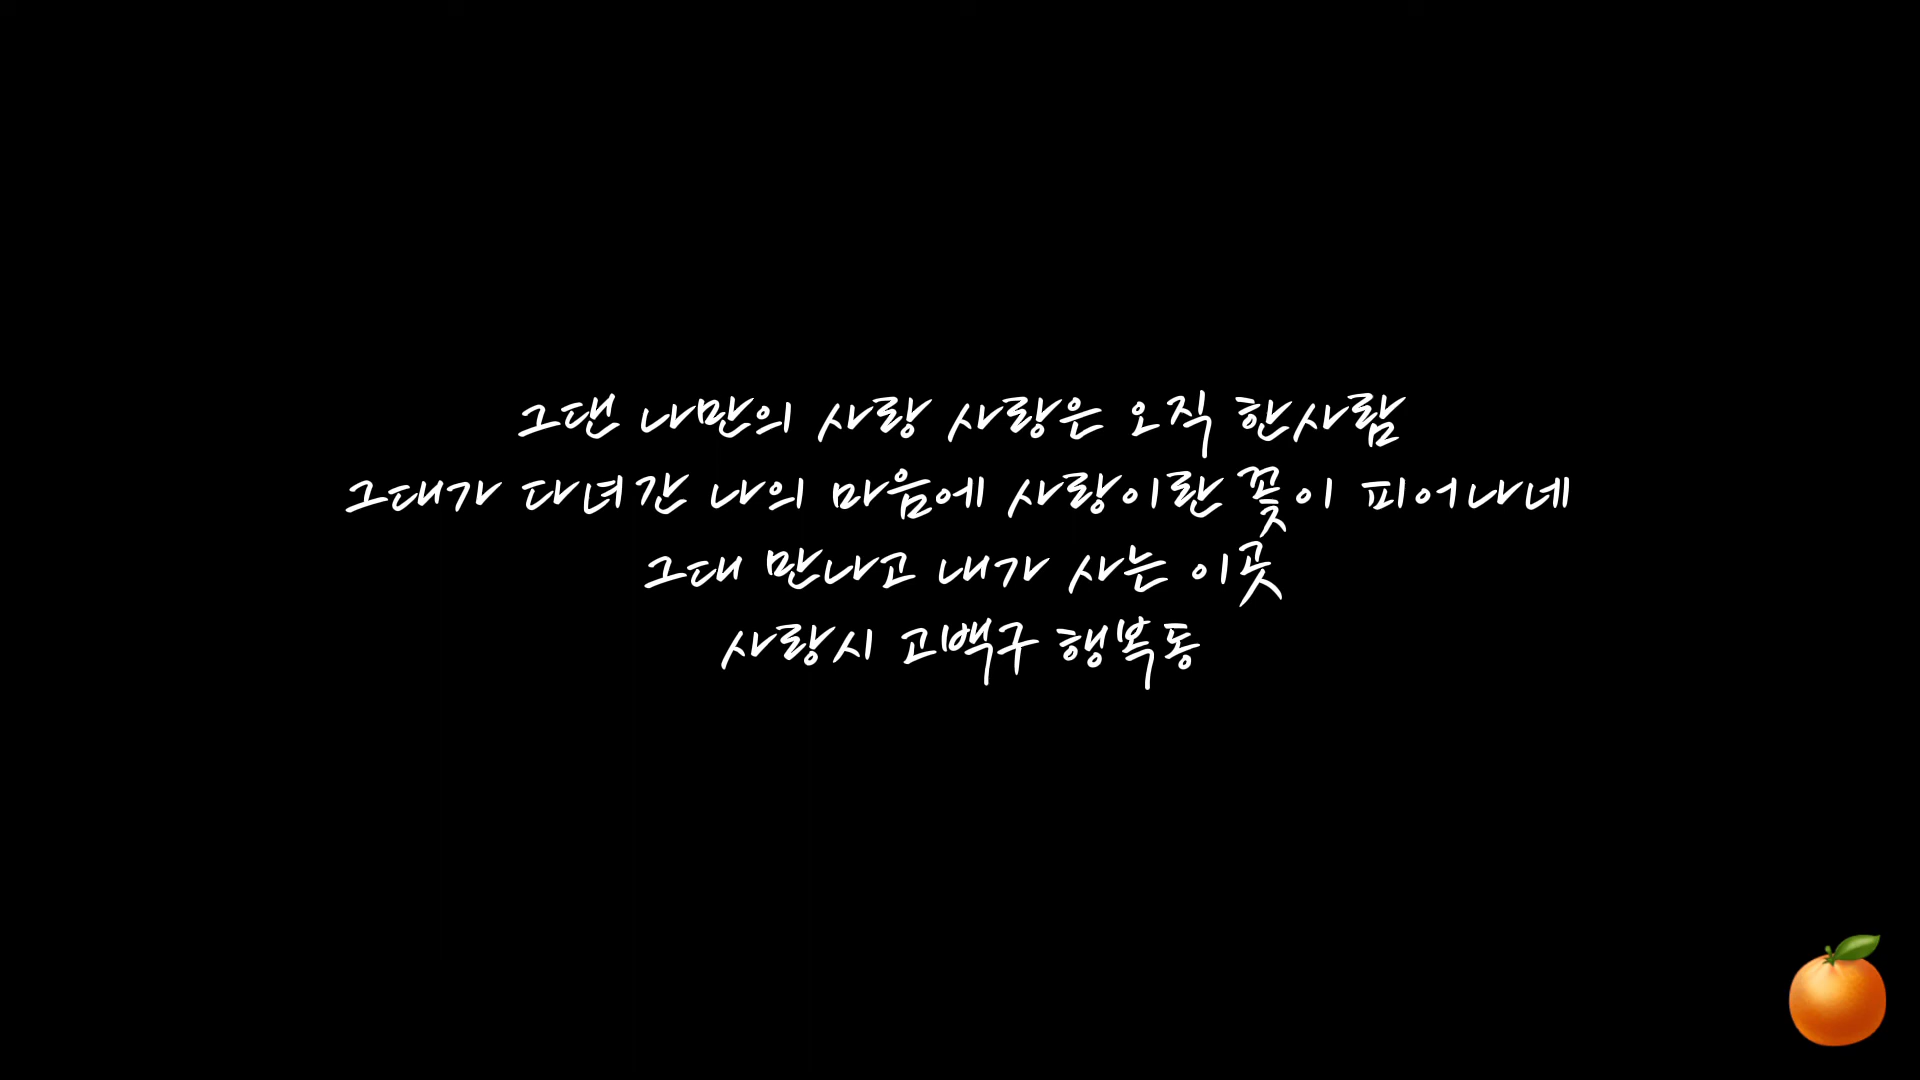 그댄 나만의 사랑 사랑은 오직 한사람
그대가 다녀간 나의 마음에 사랑이란 꽃이 피어나네
그대 만나고 내가 사는 이곳
사랑시 고백구 행복동